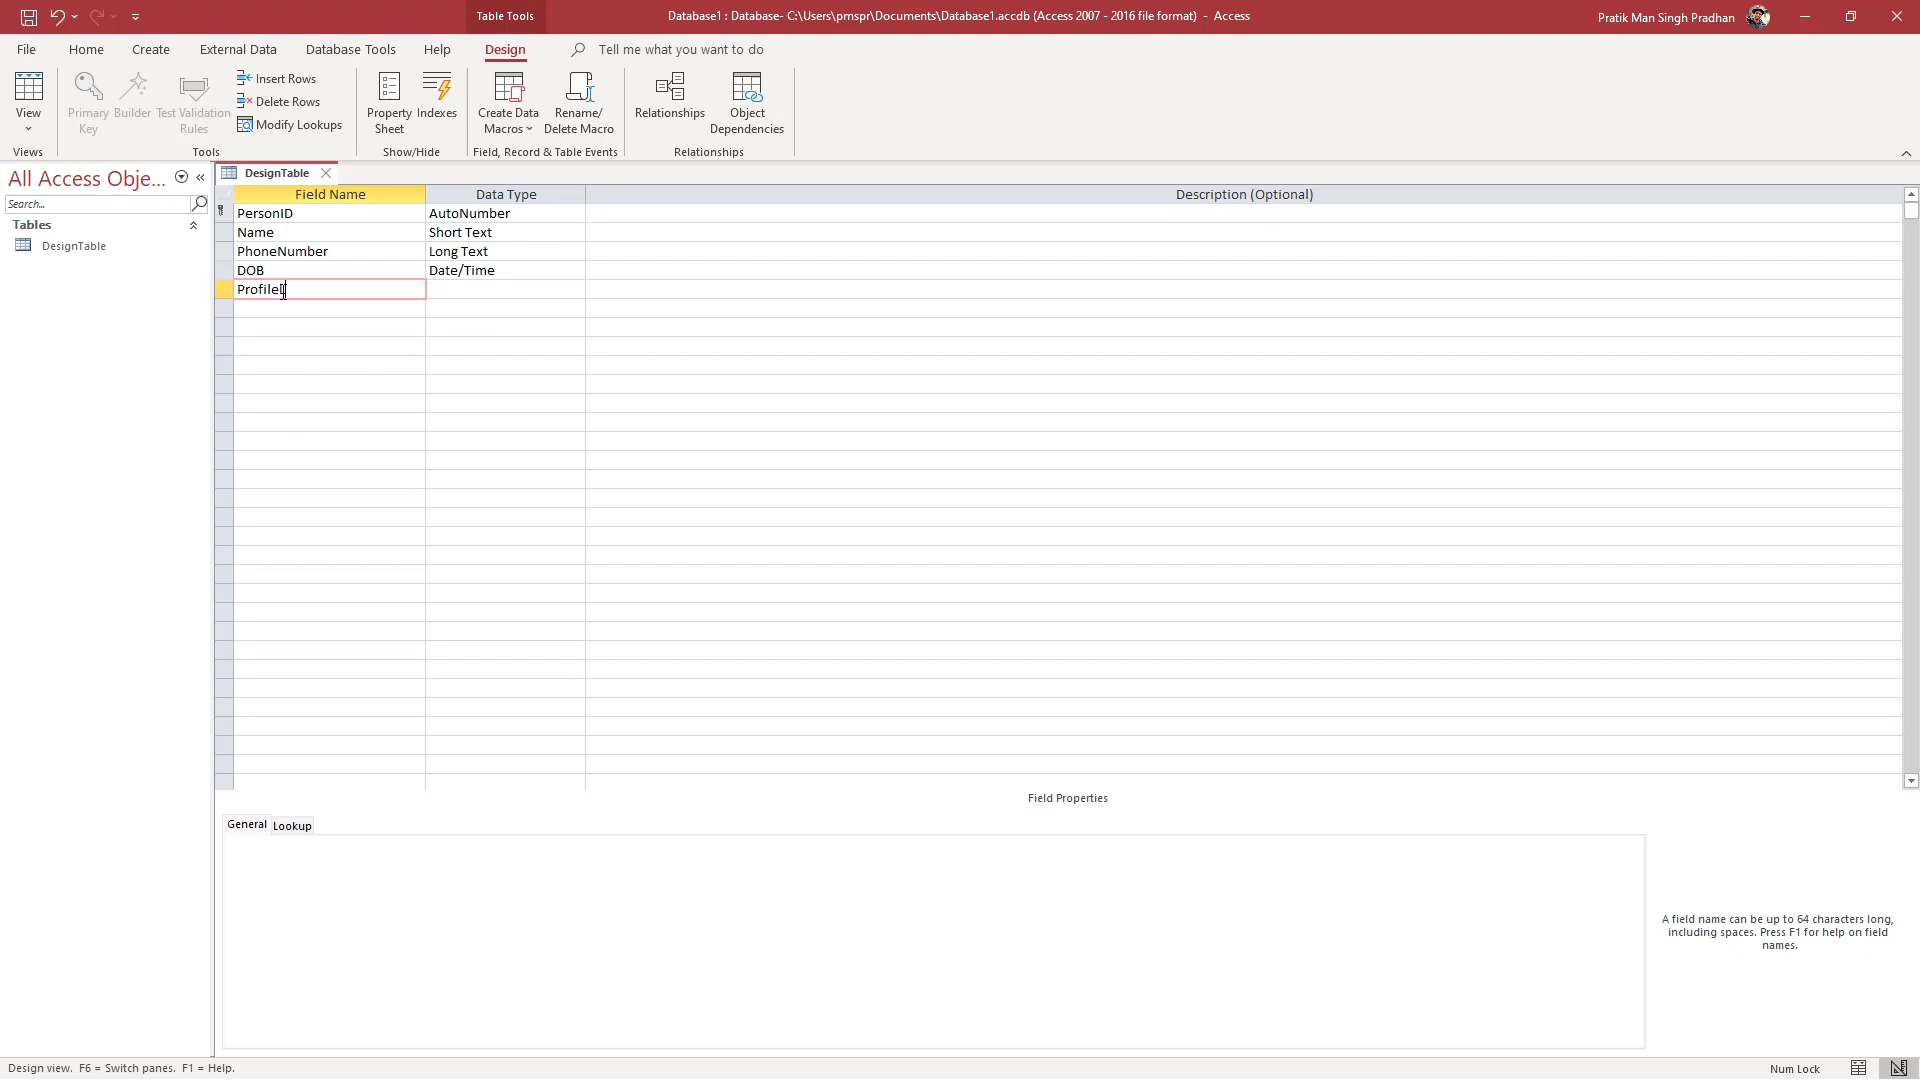 Table Tools
Database1 : Database- C:\Users\pmspr\Documents\Database1.accdb (Access 2007 - 2016 file format) - Access
Pratik Man Singh Pradhan
File Home Create External Data Database Tools Help Design Tell me what you want to do
View
Primary Key
Builder
Test Validation Rules
Insert Rows
Delete Rows
Modify Lookups
Property Sheet
Indexes
Create Data Macros
Rename/ Delete Macro
Relationships
Object Dependencies
Views Tools Show/Hide Field, Record & Table Events Relationships
All Access Obje...
Search...
Tables
DesignTable
DesignTable
Field Name Data Type Description (Optional)
PersonID AutoNumber
Name Short Text
PhoneNumber Long Text
DOB Date/Time
Profile
Field Properties
General Lookup
A field name can be up to 64 characters long,
including spaces. Press F1 for help on field
names.
Design view. F6 = Switch panes. F1 = Help.
Num Lock